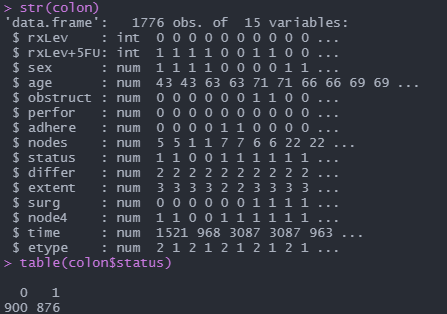 > str(colon)
'data.frame':   1776 obs. of  15 variables:
 $ rxLev    : int  0 0 0 0 0 0 0 0 0 0 ...
 $ rxLev+5FU: int  1 1 1 1 0 0 1 1 0 0 ...
 $ sex      : num  1 1 1 1 0 0 0 0 1 1 ...
 $ age      : num  43 43 63 63 71 71 66 66 69 69 ...
 $ obstruct : num  0 0 0 0 0 0 1 1 0 0 ...
 $ perfor   : num  0 0 0 0 0 0 0 0 0 0 ...
 $ adhere   : num  0 0 0 0 1 1 0 0 0 0 ...
 $ nodes    : num  5 5 1 1 7 7 6 6 22 22 ...
 $ status   : num  1 1 0 0 1 1 1 1 1 1 ...
 $ differ   : num  2 2 2 2 2 2 2 2 2 2 ...
 $ extent   : num  3 3 3 3 2 2 3 3 3 3 ...
 $ surg     : num  0 0 0 0 0 0 1 1 1 1 ...
 $ node4    : num  1 1 0 0 1 1 1 1 1 1 ...
 $ time     : num  1521 968 3087 3087 963 ...
 $ etype    : num  2 1 2 1 2 1 2 1 2 1 ...
> table(colon$status)
  0   1
900 876